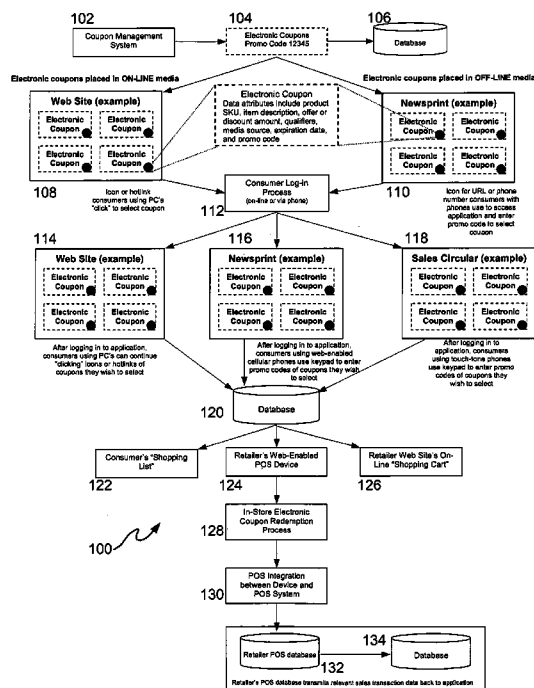 102
104
106
Coupon Management
System
Electronic Coupons
Promo Code 12345
Database
Electronic coupons placed in ON-LINE media
Electronic coupons placed in OFF-LINE media
Web Site (example)
Electronic
Coupon
Electronic
Coupon
Electronic
Coupon
Electronic
Coupon
108
Electronic Coupon
Data attributes include product
SKU, item description, offer or
discount amount, qualifiers,
media source, expiration date,
and promo code
Newsprint (example)
Electronic
Coupon
Electronic
Coupon
Electronic
Coupon
Electronic
Coupon
110
Icon or hotlink
consumers using PC's
"click" to select coupon
Consumer Log-in
Process
(on-line or via phone)
112
Icon for URL or phone
number consumers with
phones use to access
application and enter
promo code to select
coupon
114
116
118
Web Site (example)
Electronic
Coupon
Electronic
Coupon
Electronic
Coupon
Electronic
Coupon
Newsprint (example)
Electronic
Coupon
Electronic
Coupon
Electronic
Coupon
Electronic
Coupon
Sales Circular (example)
Electronic
Coupon
Electronic
Coupon
Electronic
Coupon
Electronic
Coupon
After logging in to application,
consumers using PC's can continue
"clicking" icons or hotlinks of
coupons they wish to select
After logging in to application,
consumers using web-enabled
cellular phones use keypad to enter
promo codes of coupons they wish
to select
After logging in to
application, consumers
using touch-tone phones
use keypad to enter promo
codes of coupons they
wish to select
120
Database
Consumer's "Shopping
List"
122
Retailer's Web-Enabled
POS Device
124
Retailer Web Site's On-
Line "Shopping Cart"
126
In-Store Electronic
Coupon Redemption
Process
128
100
POS Integration
between Device and
POS System
130
Retailer POS database
132
134
Database
Retailer's POS database transmits relevant sales transaction data back to application